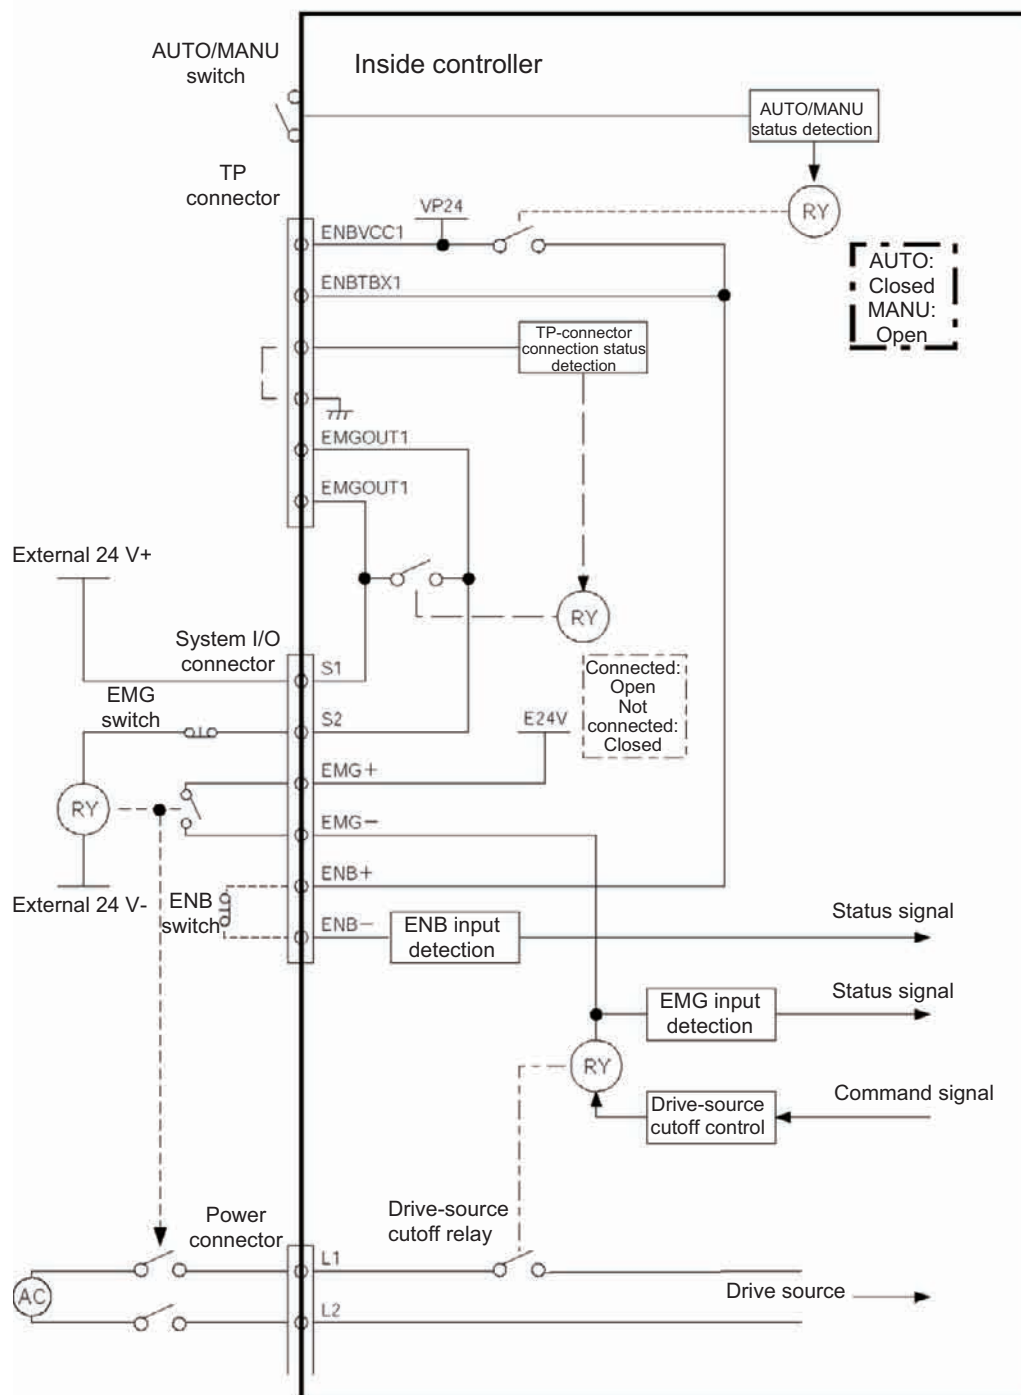 AUTO/MANU
switch
Inside controller
AUTO/MANU
status detection
TP
connector
VP24
RY
ENBVCC1
AUTO:
Closed
MANU:
Open
ENBTBX1
TP-connector
connection status
detection
EMGOUT1
EMGOUT1
External 24 V+
RY
System I/O
connector
S1
Connected:
Open
Not
connected:
Closed
EMG
switch
S2
E24V
EMG+
RY
EMG−
ENB+
External 24 V-
ENB
switch
ENB−
ENB input
detection
Status signal
EMG input
detection
Status signal
RY
Drive-source
cutoff control
Command signal
Power
connector
Drive-source
cutoff relay
L1
AC
Drive source
L2